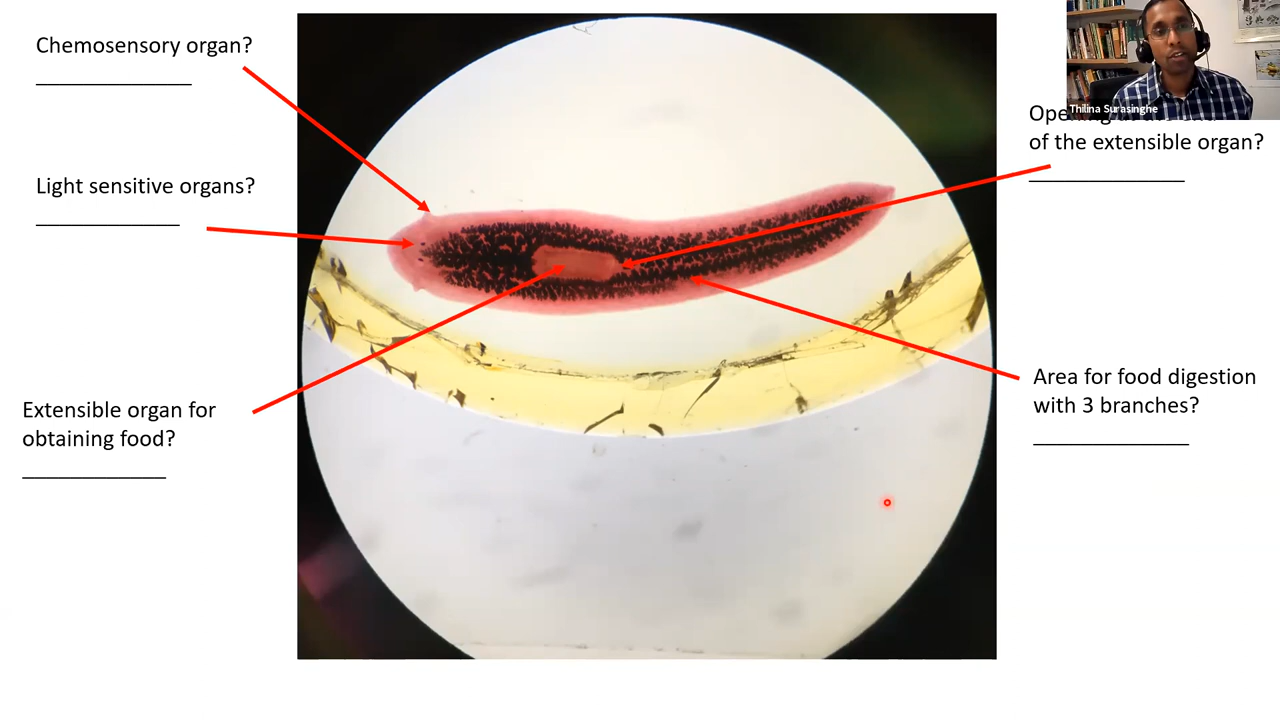 Chemosensory organ?
Light sensitive organs?
Extensible organ for
obtaining food?
Thilina Surasinghe
of the extensible organ?
Area for food digestion
with 3 branches?